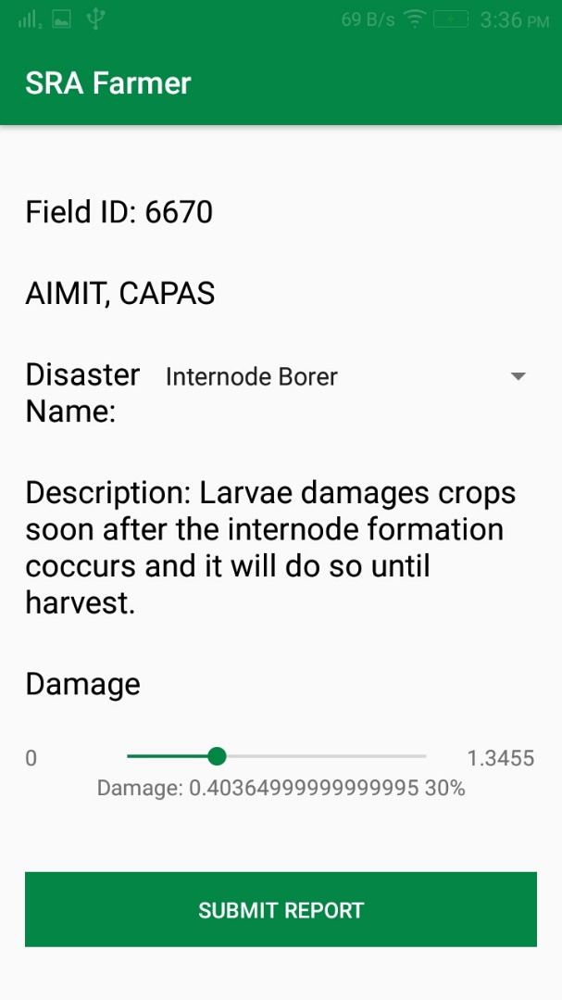 69 B/s 3:36 PM
SRA Farmer
Field ID: 6670
AIMIT, CAPAS
Disaster Internode Borer
Name:
Description: Larvae damages crops
soon after the internode formation
coccurs and it will do so until
harvest.
Damage
0 1.3455
Damage: 0.40364999999999995 30%
SUBMIT REPORT